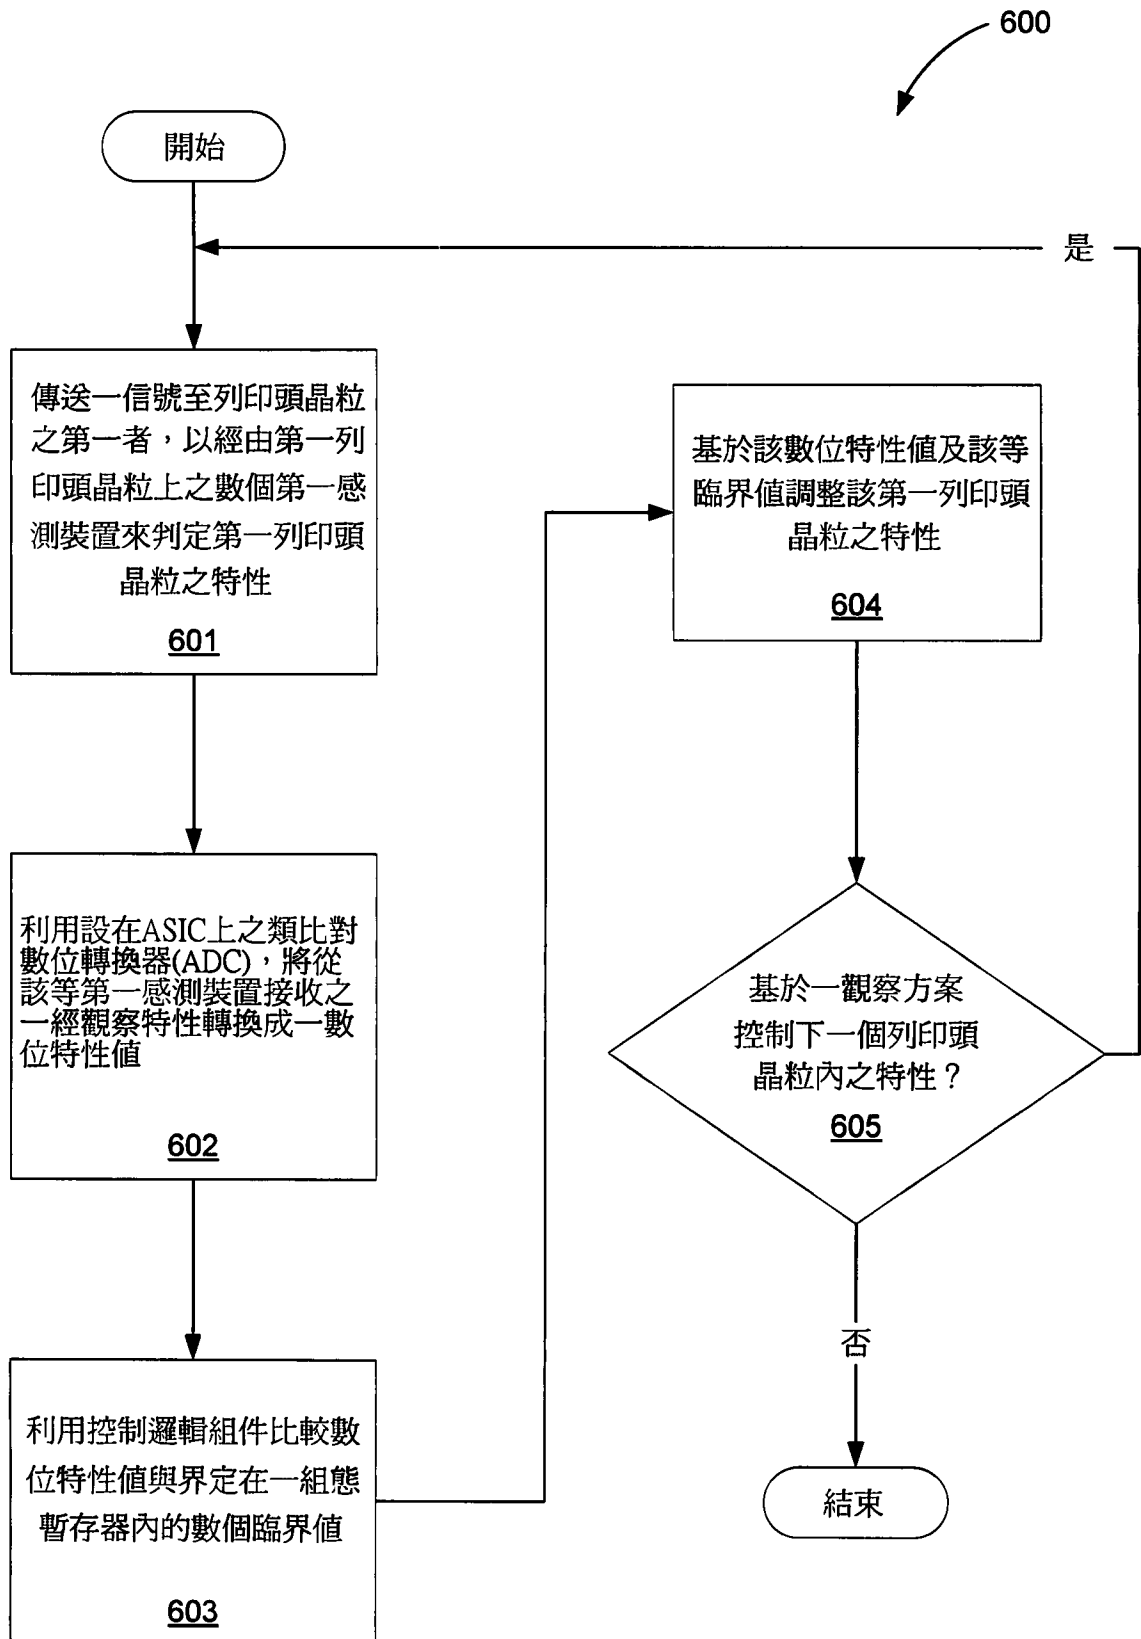 600
開始
是
傳送一信號至列印頭晶粒
之第一者，以經由第一列
印頭晶粒上之數個第一感
測裝置來判定第一列印頭
晶粒之特性
601
利用設在ASIC上之類比對
數位轉換器(ADC)，將從
該等第一感測裝置接收之
一經觀察特性轉換成一數
位特性值
602
利用控制邏輯組件比較數
位特性值與界定在一組態
暫存器內的數個臨界值
603
基於該數位特性值及該等
臨界值調整該第一列印頭
晶粒之特性
604
基於一觀察方案
控制下一個列印頭
晶粒內之特性？
605
否
結束